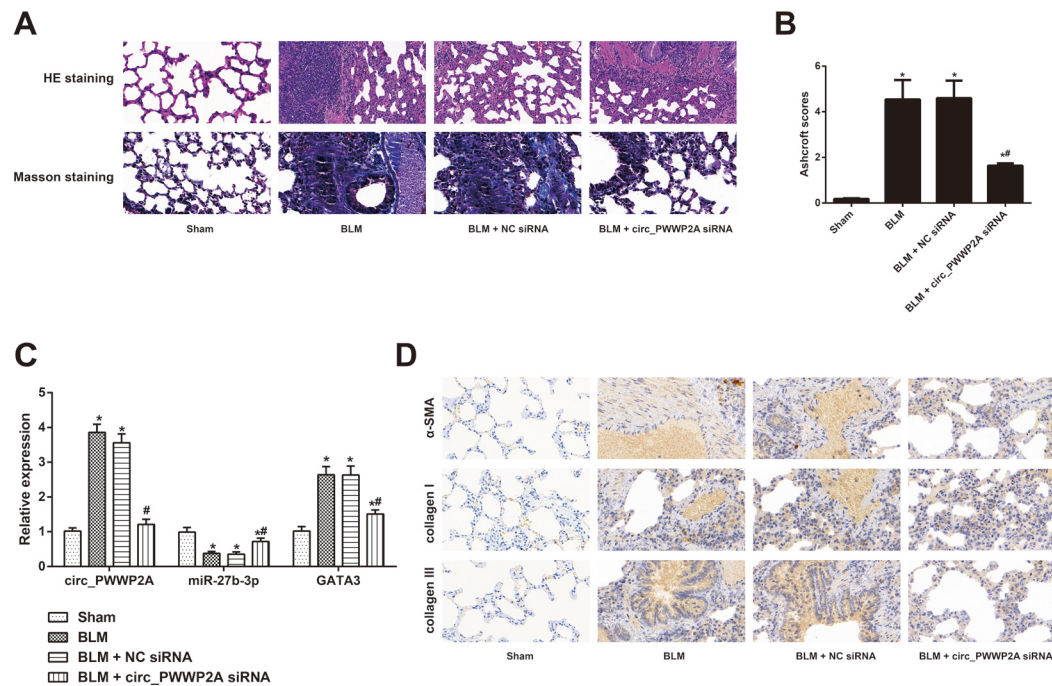 A
HE staining
Masson staining
Sham
BLM
BLM + NC siRNA
BLM + circ_PWWP2A siRNA
B
Ashcroft scores
6
4
2
0
*
*
*#
Sham
BLM
BLM + NC siRNA
BLM + circ_PWWP2A siRNA
C
Relative expression
5
4
3
2
1
0
*
*
#
*
*
*#
*
*
*#
circ_PWWP2A
miR-27b-3p
GATA3
Sham
BLM
BLM + NC siRNA
BLM + circ_PWWP2A siRNA
D
α-SMA
collagen I
collagen III
Sham
BLM
BLM + NC siRNA
BLM + circ_PWWP2A siRNA